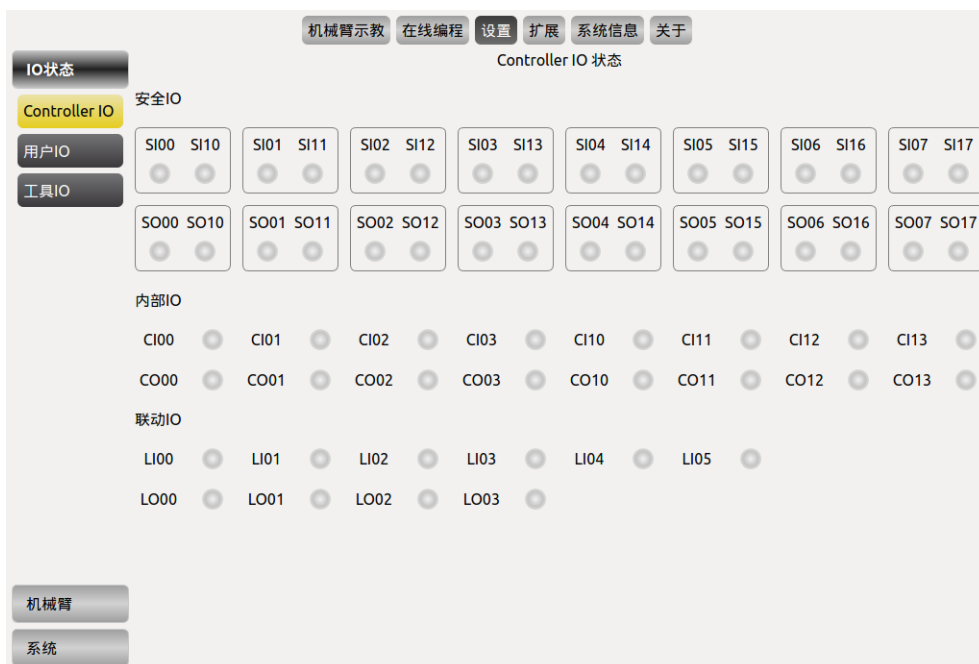 机械臂示教 在线编程 设置 扩展 系统信息 关于
IO状态
Controller IO 状态
Controller IO
安全IO
用户IO
工具IO
SI00 SI10 SI01 SI11 SI02 SI12 SI03 SI13 SI04 SI14 SI05 SI15 SI06 SI16 SI07 SI17
SO00 SO10 SO01 SO11 SO02 SO12 SO03 SO13 SO04 SO14 SO05 SO15 SO06 SO16 SO07 SO17
内部IO
CI00 CI01 CI02 CI03 CI10 CI11 CI12 CI13
CO00 CO01 CO02 CO03 CO10 CO11 CO12 CO13
联动IO
LI00 LI01 LI02 LI03 LI04 LI05
LO00 LO01 LO02 LO03
机械臂
系统